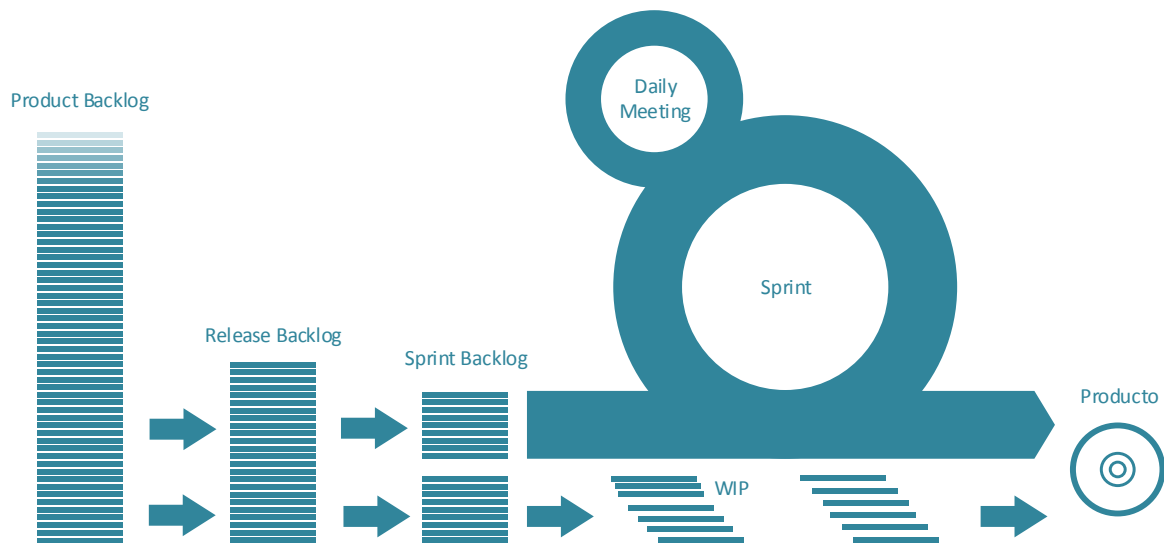 Daily
Meeting
Product Backlog
Sprint
Release Backlog
Sprint Backlog
Producto
WIP